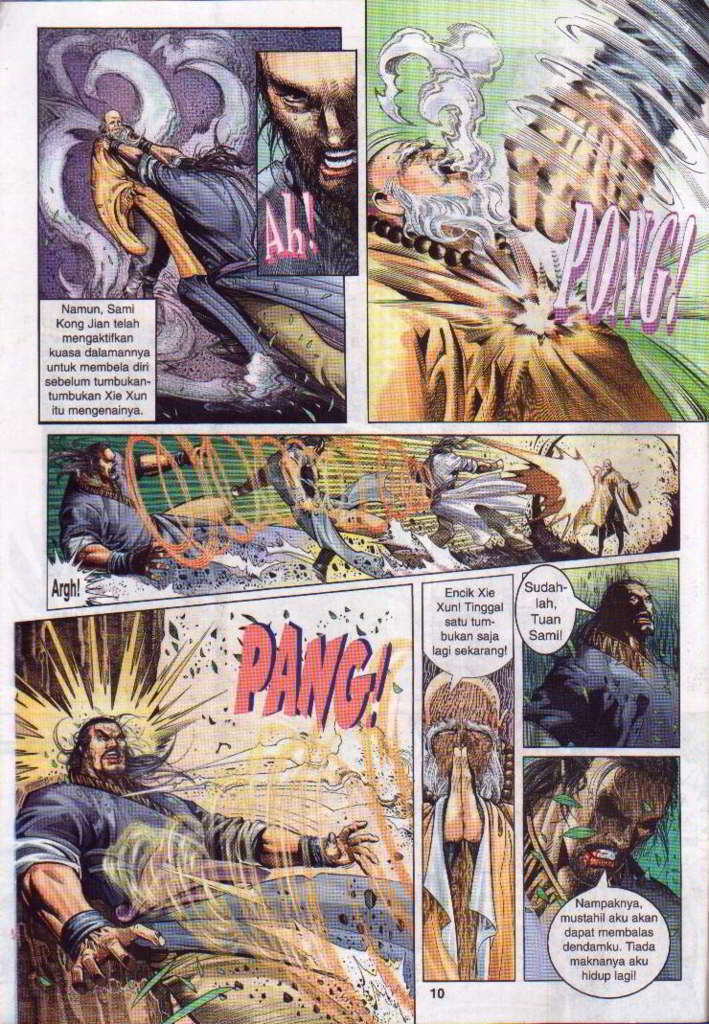 Namun, Sami
Kong Jian telah
mengaktifkan
kuasa dalamannya
untuk membela diri
sebelum tumbukan-
tumbukan Xie Xun
itu mengenainya.
Ah!
PONG!
Argh!
PANG!
Encik Xie
Xun! Tinggal
satu tum-
bukan saja
lagi sekarang!
Sudah-
lah,
Tuan
Sami!
Nampaknya,
mustahil aku akan
dapat membalas
dendamku. Tiada
maknanya aku
hidup lagi!
10